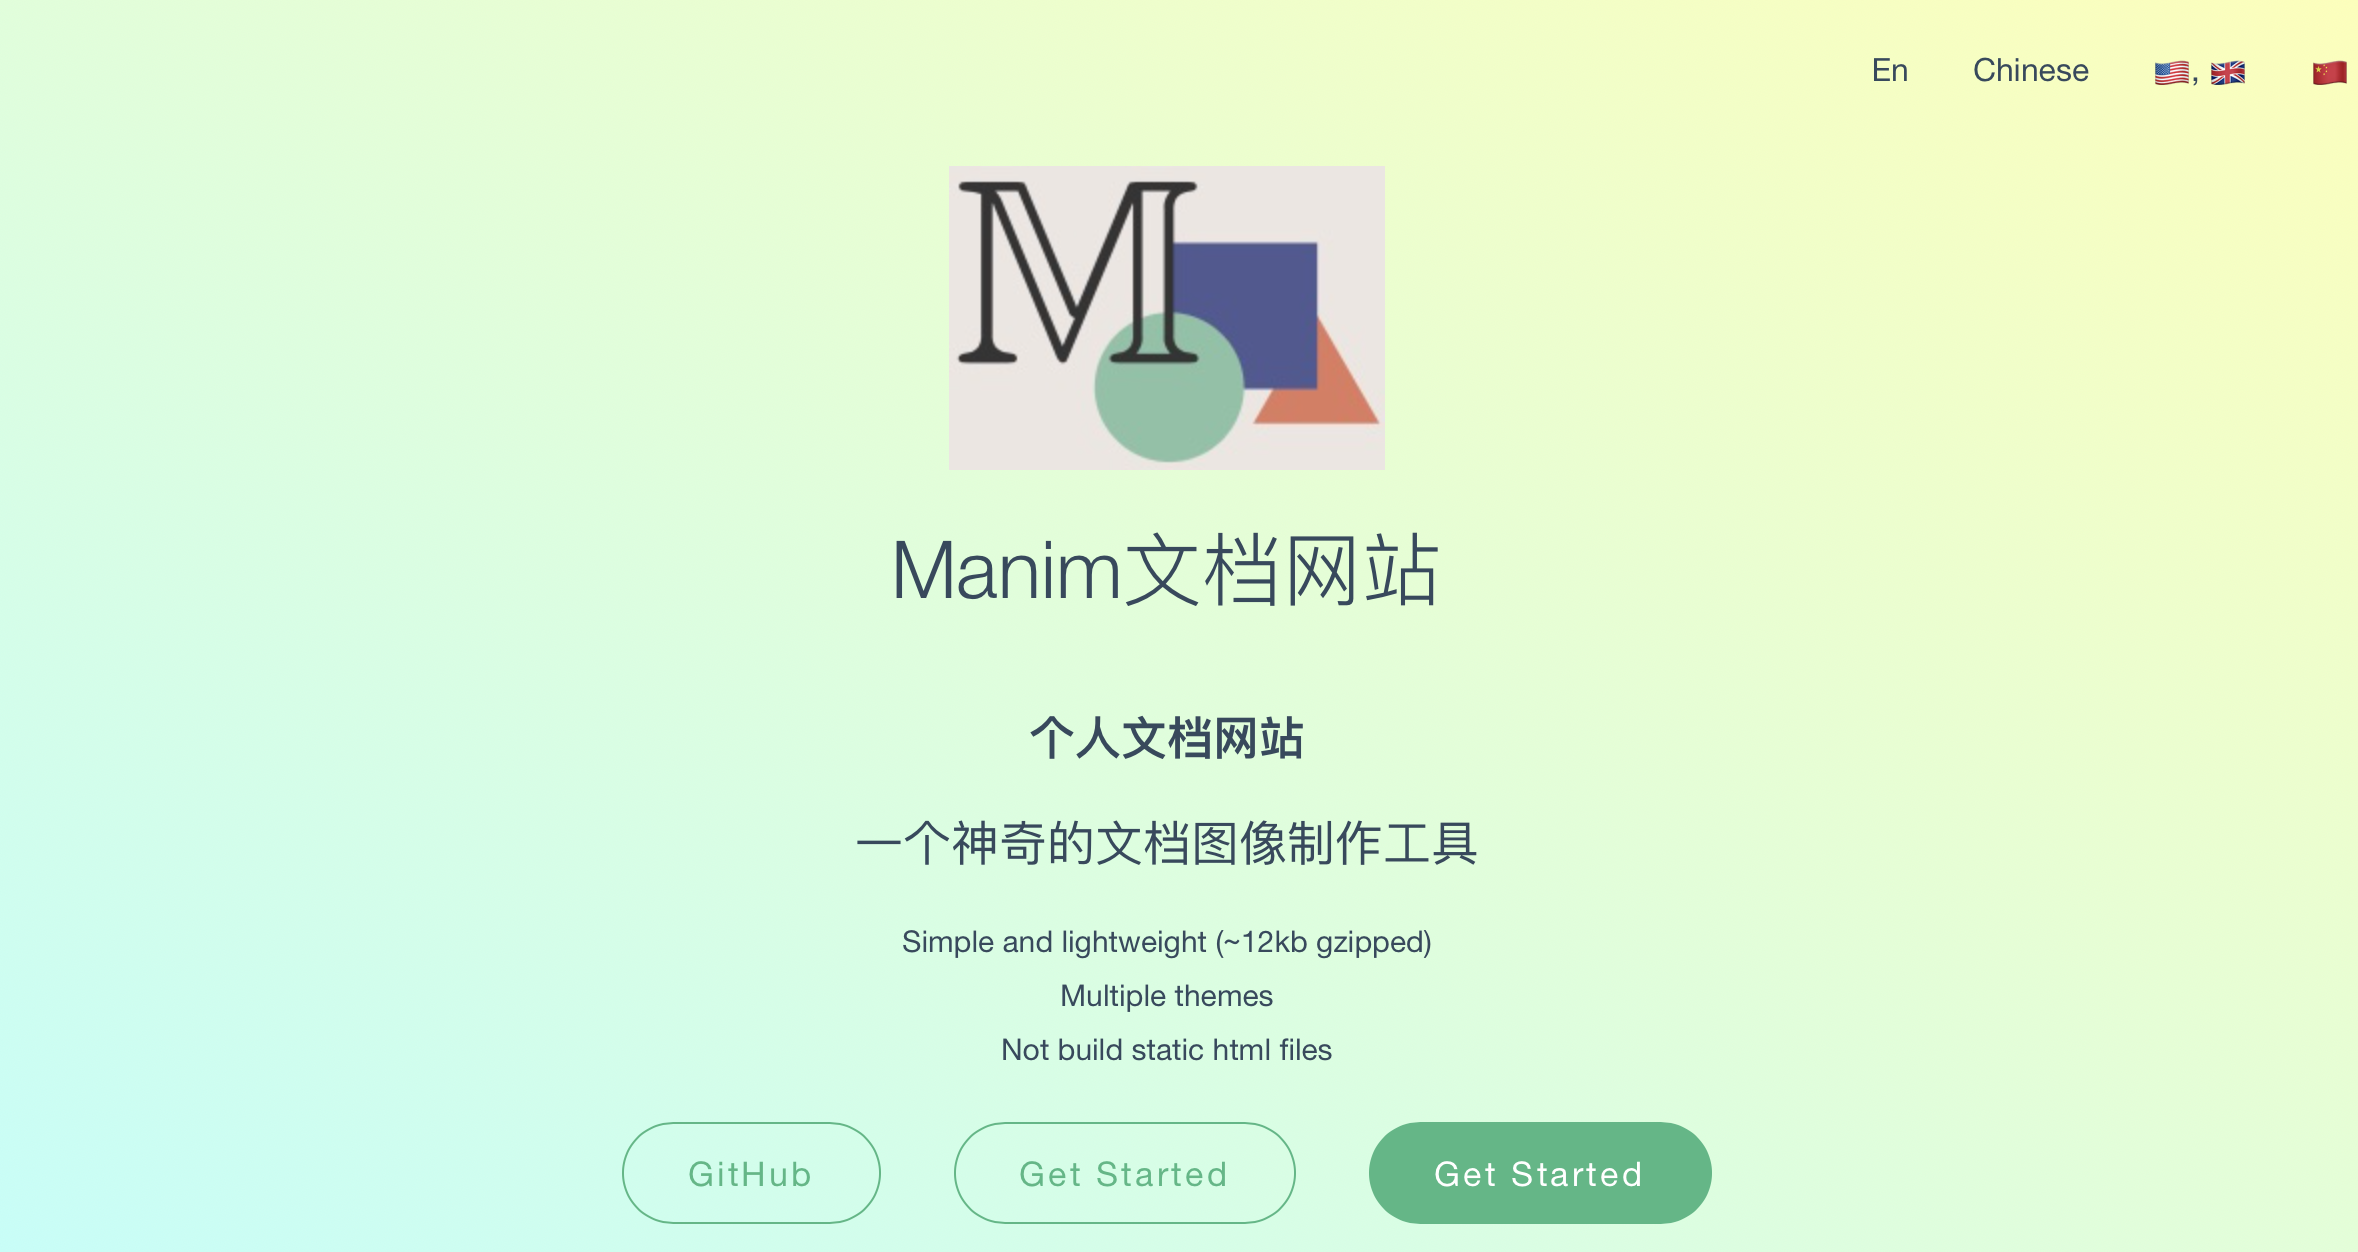 En Chinese 🇺🇸, 🇬🇧 🇨🇳
M
Manim文档网站
个人文档网站
一个神奇的文档图像制作工具
Simple and lightweight (~12kb gzipped)
Multiple themes
Not build static html files
GitHub Get Started Get Started